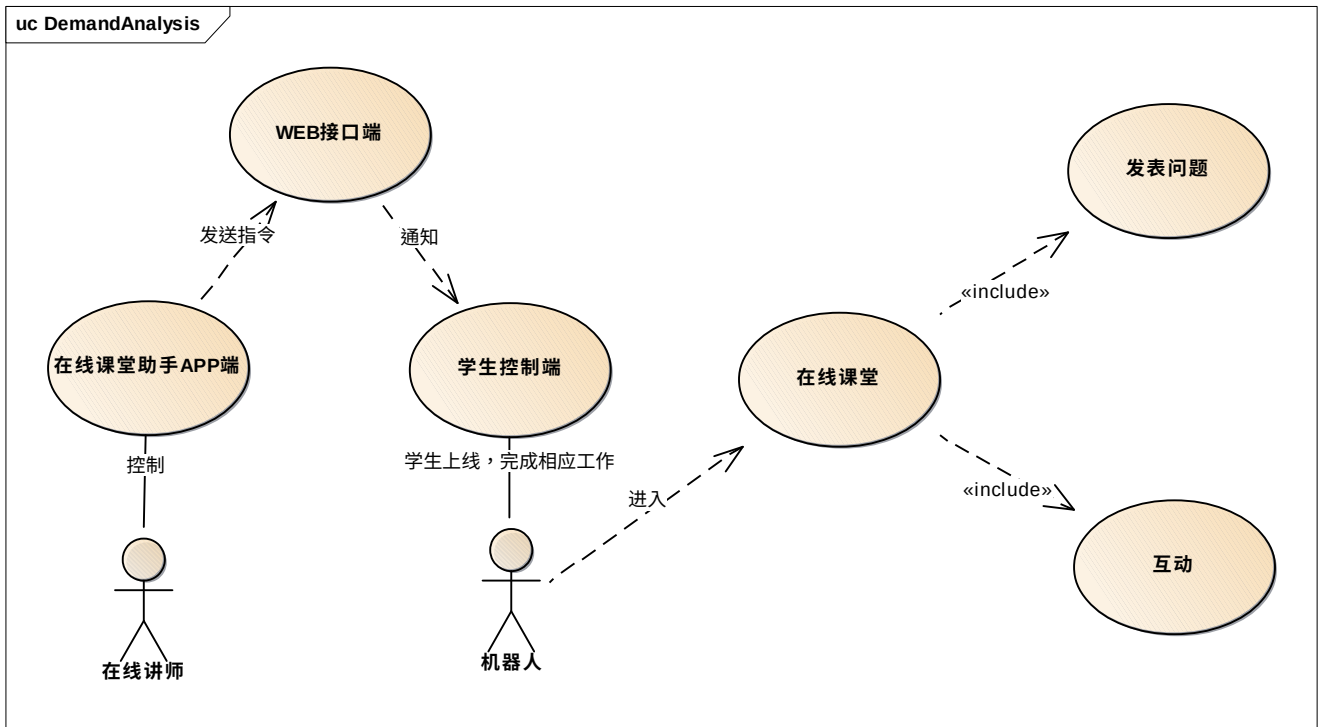 uc DemandAnalysis
WEB接口端
发表问题
发送指令
通知
«include»
在线课堂助手APP端
学生控制端
在线课堂
控制
学生上线，完成相应工作
进入
«include»
互动
在线讲师
机器人